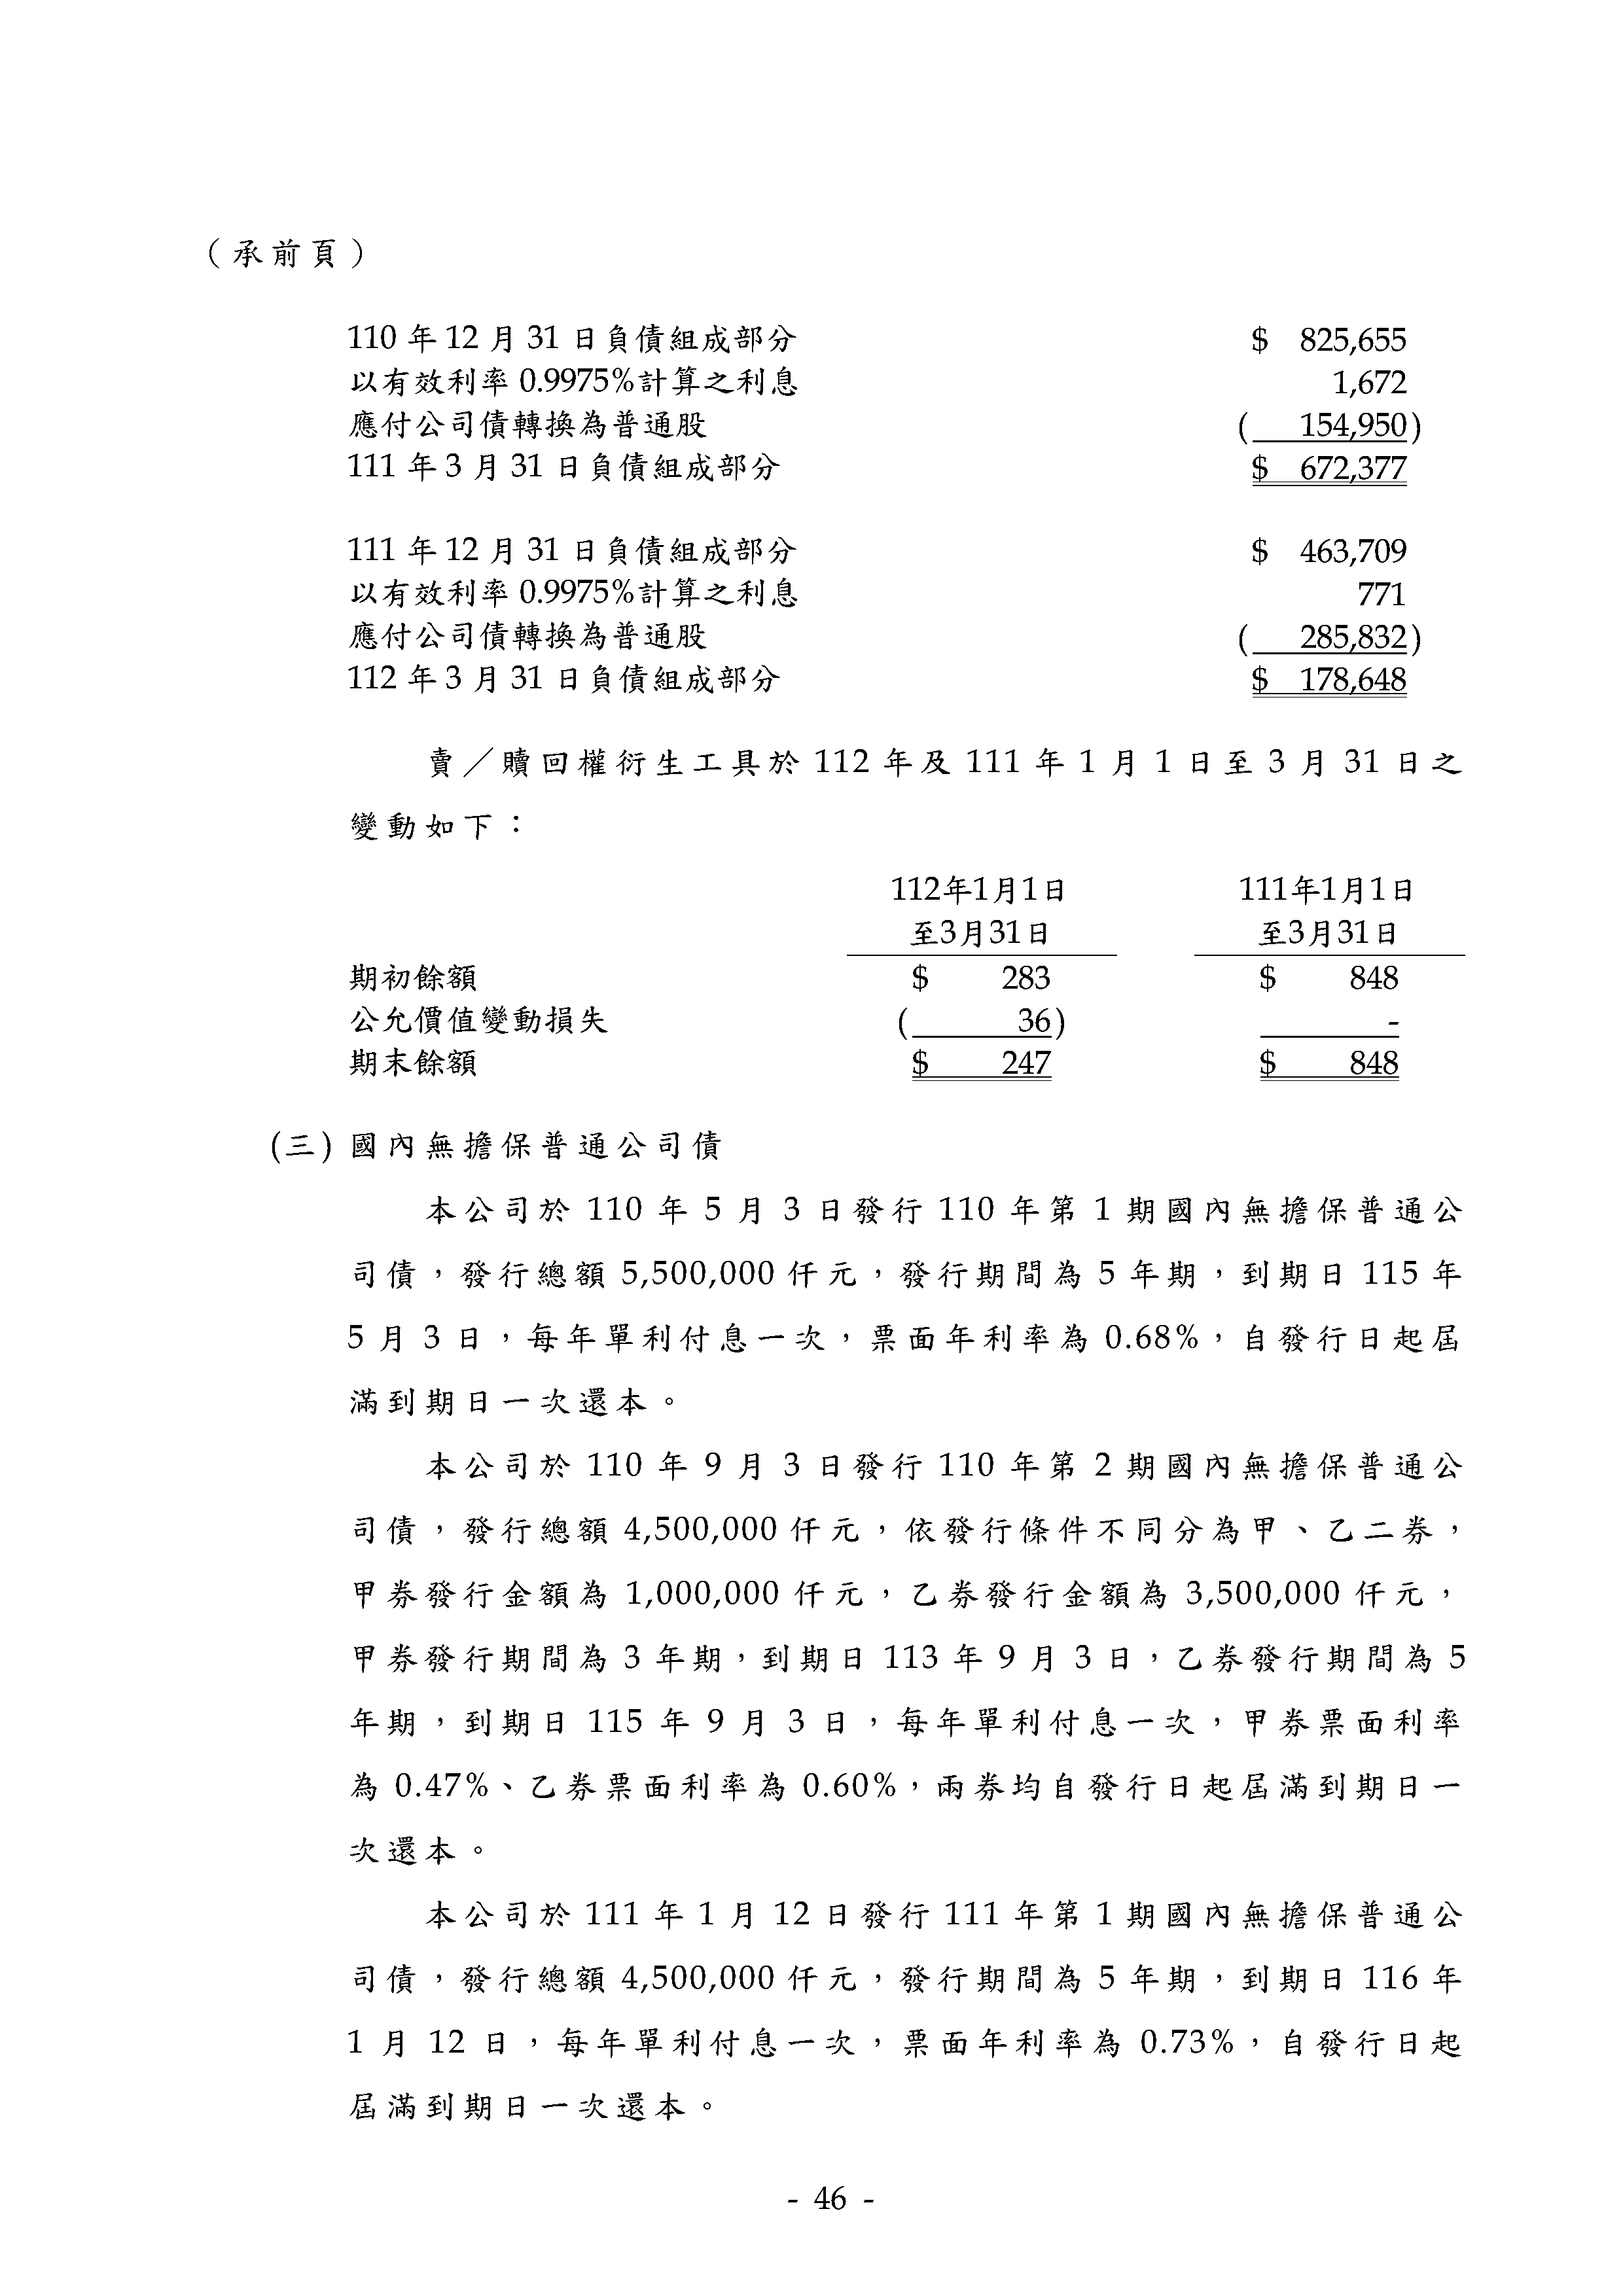 （承前頁）
110 年 12 月 31 日負債組成部分 $ 825,655
以有效利率 0.9975%計算之利息 1,672
應付公司債轉換為普通股 ( 154,950)
111 年 3 月 31 日負債組成部分 $ 672,377
111 年 12 月 31 日負債組成部分 $ 463,709
以有效利率 0.9975%計算之利息 771
應付公司債轉換為普通股 ( 285,832)
112 年 3 月 31 日負債組成部分 $ 178,648
賣／贖回權衍生工具於 112 年及 111 年 1 月 1 日至 3 月 31 日之
變動如下：
112年1月1日 111年1月1日
至3月31日 至3月31日
期初餘額 $ 283 $ 848
公允價值變動損失 ( 36) -
期末餘額 $ 247 $ 848
(三) 國內無擔保普通公司債
本公司於 110 年 5 月 3 日發行 110 年第 1 期國內無擔保普通公
司債，發行總額 5,500,000 仟元，發行期間為 5 年期，到期日 115 年
5 月 3 日，每年單利付息一次，票面年利率為 0.68%，自發行日起屆
滿到期日一次還本。
本公司於 110 年 9 月 3 日發行 110 年第 2 期國內無擔保普通公
司債，發行總額 4,500,000 仟元，依發行條件不同分為甲、乙二券，
甲券發行金額為 1,000,000 仟元，乙券發行金額為 3,500,000 仟元，
甲券發行期間為 3 年期，到期日 113 年 9 月 3 日，乙券發行期間為 5
年期，到期日 115 年 9 月 3 日，每年單利付息一次，甲券票面利率
為 0.47%、乙券票面利率為 0.60%，兩券均自發行日起屆滿到期日一
次還本。
本公司於 111 年 1 月 12 日發行 111 年第 1 期國內無擔保普通公
司債，發行總額 4,500,000 仟元，發行期間為 5 年期，到期日 116 年
1 月 12 日，每年單利付息一次，票面年利率為 0.73%，自發行日起
屆滿到期日一次還本。
- 46 -